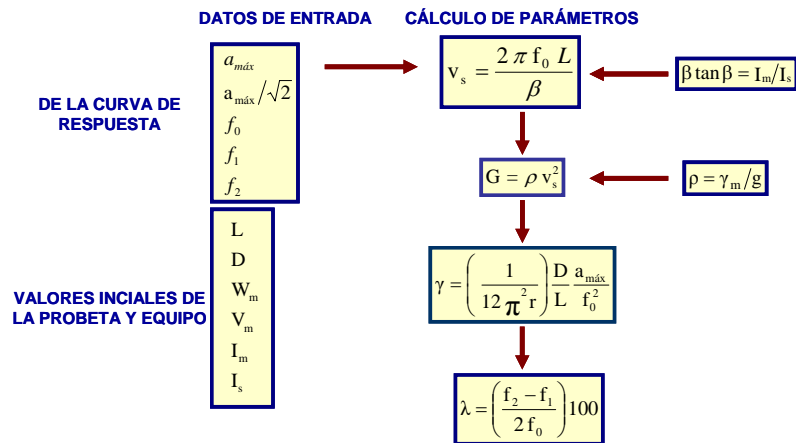 DATOS DE ENTRADA
CÁLCULO DE PARÁMETROS
DE LA CURVA DE
RESPUESTA
a_máx
a_máx/√2
f_0
f_1
f_2
VALORES INCIALES DE
LA PROBETA Y EQUIPO
L
D
W_m
V_m
I_m
I_s
v_s = 2 π f_0 L / β
β tan β = I_m/I_s
G = ρ v_s^2
ρ = γ_m/g
γ = (1 / 12 π^2 r) D/L a_máx/f_0^2
λ = (f_2 − f_1 / 2 f_0) 100